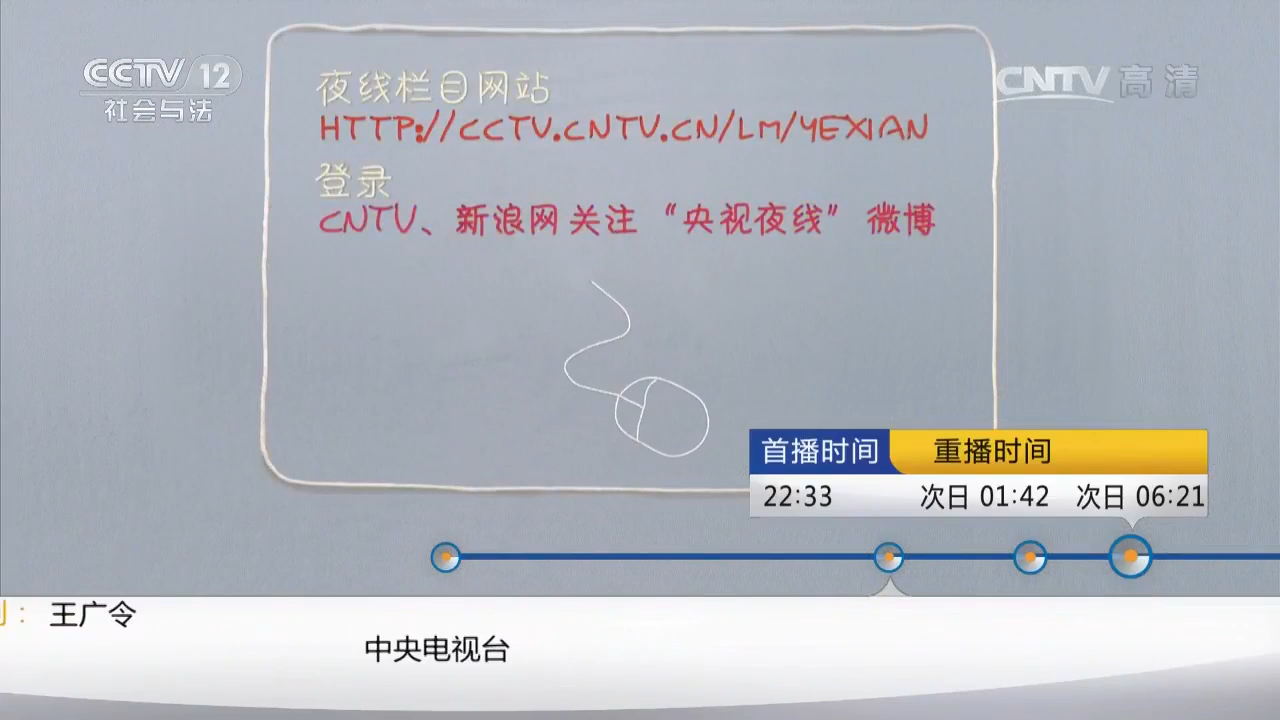 CCTV 12
社会与法
CNTV 高清
夜线栏目网站
HTTP://CCTV.CNTV.CN/LM/YEXIAN
登录
CNTV、新浪网关注“央视夜线”微博
首播时间 重播时间
22:33 次日 01:42 次日 06:21
： 王广令
中央电视台